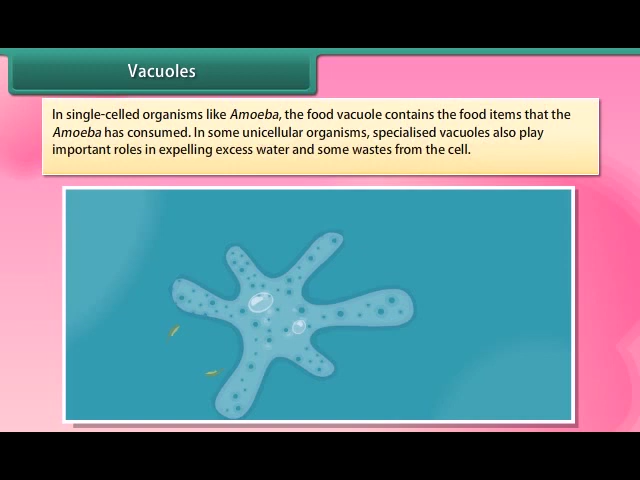 Vacuoles
In single-celled organisms like Amoeba, the food vacuole contains the food items that the
Amoeba has consumed. In some unicellular organisms, specialised vacuoles also play
important roles in expelling excess water and some wastes from the cell.